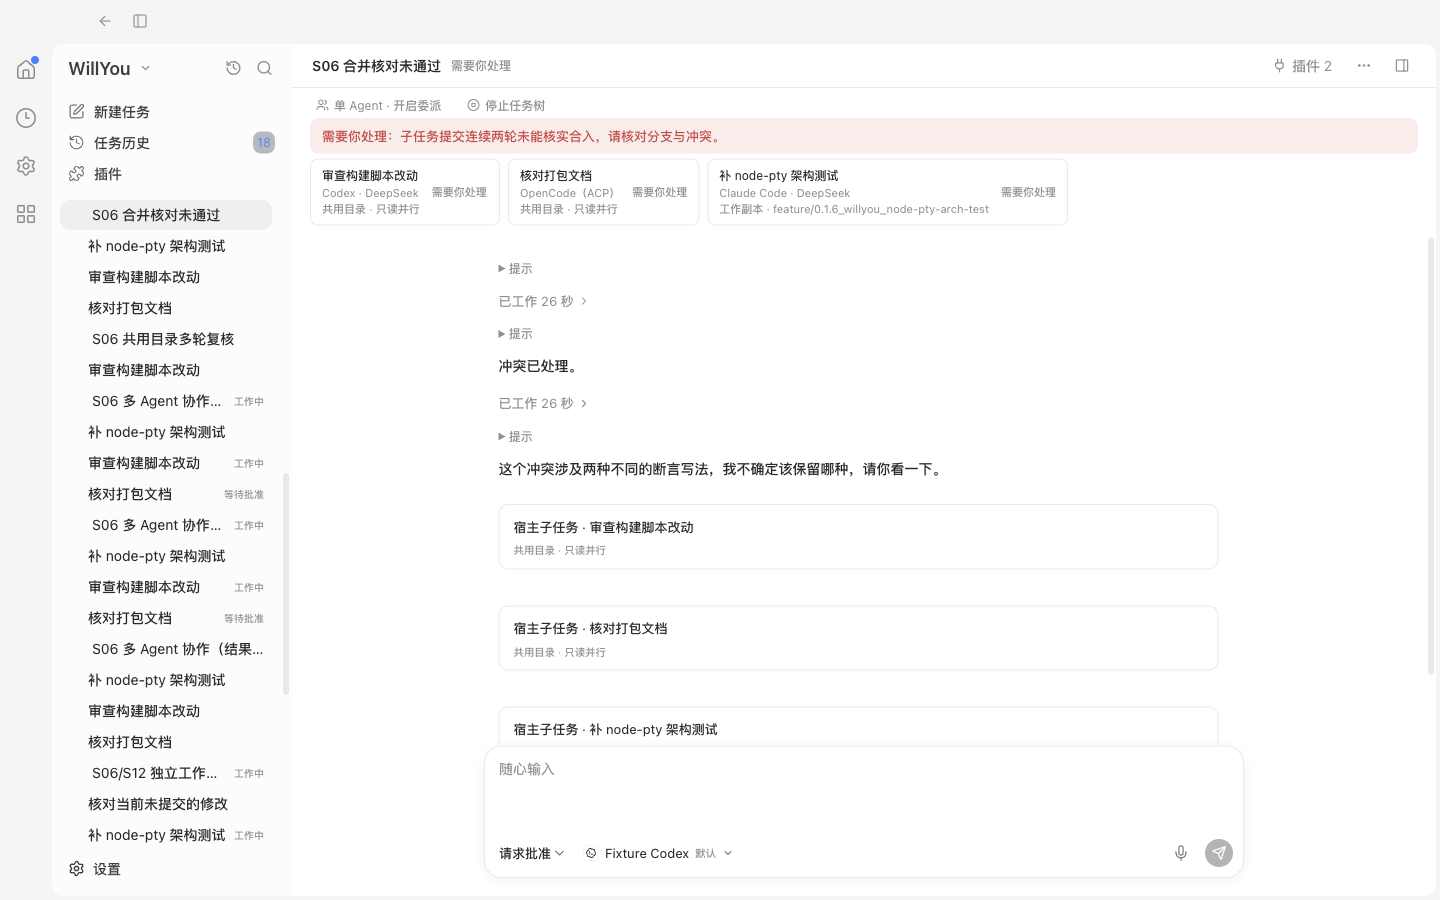 WillYou
新建任务
任务历史
18
插件
S06 合并核对未通过
补 node-pty 架构测试
审查构建脚本改动
核对打包文档
S06 共用目录多轮复核
审查构建脚本改动
S06 多 Agent 协作... 工作中
补 node-pty 架构测试
审查构建脚本改动 工作中
核对打包文档 等待批准
S06 多 Agent 协作... 工作中
补 node-pty 架构测试
审查构建脚本改动 工作中
核对打包文档 等待批准
S06 多 Agent 协作（结果...
补 node-pty 架构测试
审查构建脚本改动
核对打包文档
S06/S12 独立工作... 工作中
核对当前未提交的修改
补 node-pty 架构测试 工作中
设置
S06 合并核对未通过 需要你处理
插件 2
单 Agent · 开启委派 停止任务树
需要你处理：子任务提交连续两轮未能核实合入，请核对分支与冲突。
审查构建脚本改动
Codex · DeepSeek 需要你处理
共用目录 · 只读并行
核对打包文档
OpenCode（ACP） 需要你处理
共用目录 · 只读并行
补 node-pty 架构测试
Claude Code · DeepSeek 需要你处理
工作副本 · feature/0.1.6_willyou_node-pty-arch-test
提示
已工作 26 秒
提示
冲突已处理。
已工作 26 秒
提示
这个冲突涉及两种不同的断言写法，我不确定该保留哪种，请你看一下。
宿主子任务 · 审查构建脚本改动
共用目录 · 只读并行
宿主子任务 · 核对打包文档
共用目录 · 只读并行
宿主子任务 · 补 node-pty 架构测试
随心输入
请求批准 Fixture Codex 默认